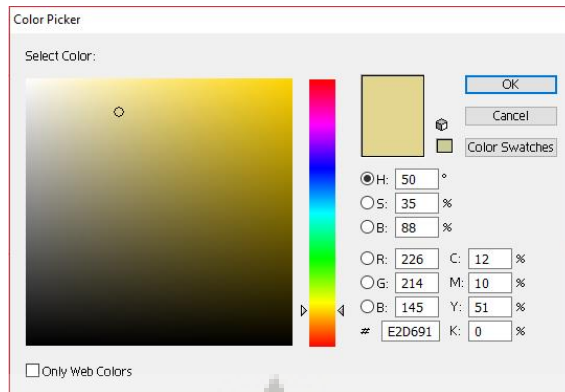 Color Picker
Select Color:
OK
Cancel
Color Swatches
H: 50 °
S: 35 %
B: 88 %
R: 226 C: 12 %
G: 214 M: 10 %
B: 145 Y: 51 %
# E2D691 K: 0 %
Only Web Colors